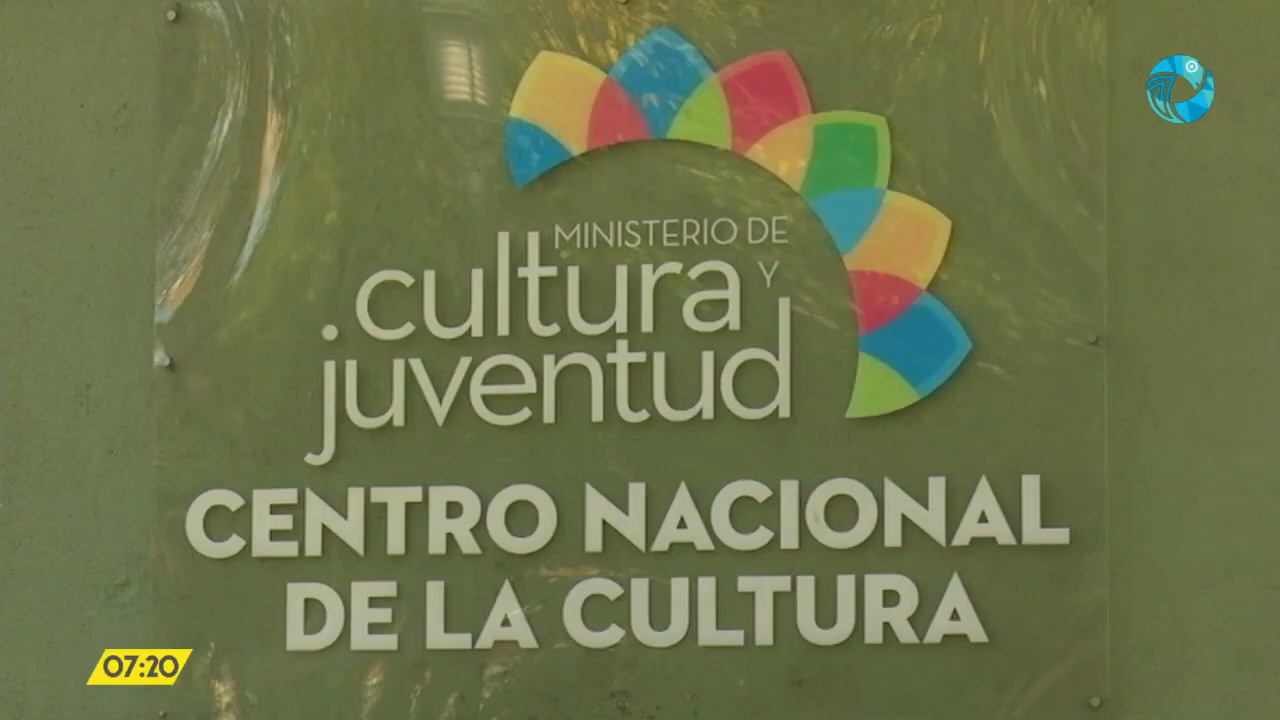 MINISTERIO DE
cultura y
juventud
CENTRO NACIONAL
DE LA CULTURA
07:20